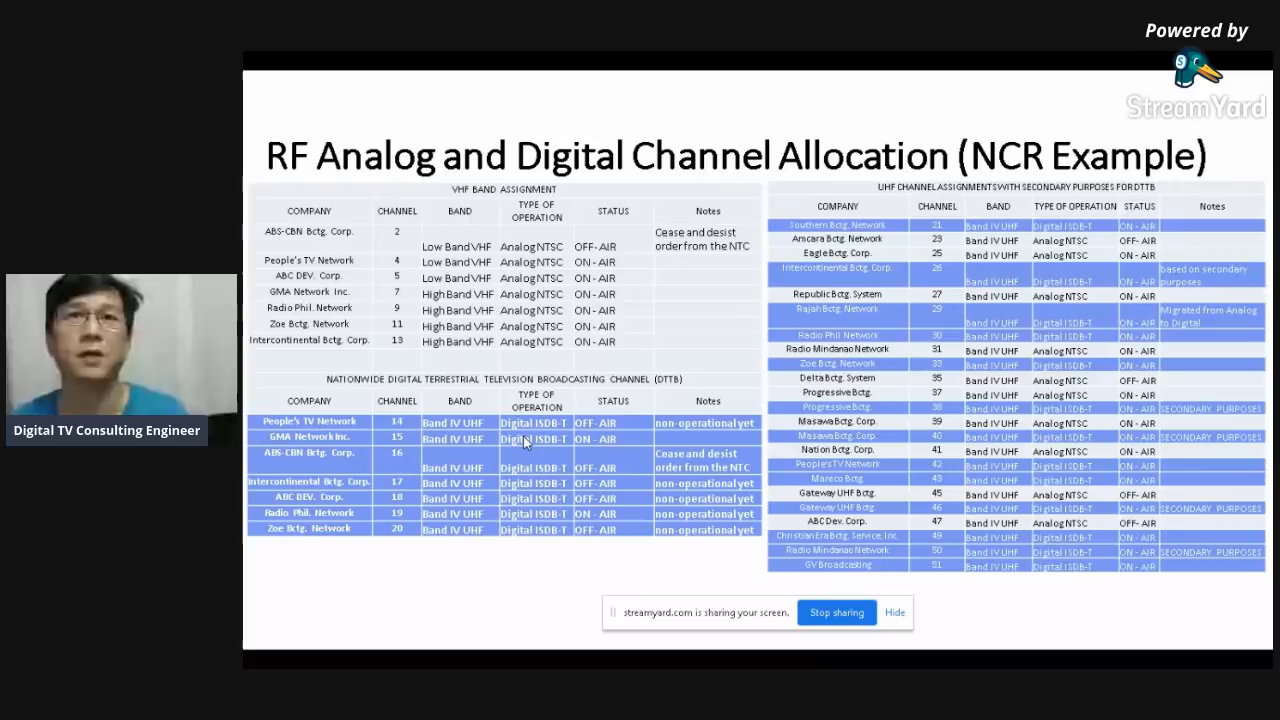 Powered by
StreamYard
RF Analog and Digital Channel Allocation (NCR Example)
VHF BAND ASSIGNMENT
COMPANY CHANNEL BAND TYPE OF OPERATION STATUS Notes
ABS-CBN Bctg. Corp. 2 Low Band VHF Analog NTSC OFF- AIR Cease and desist order from the NTC
People's TV Network 4 Low Band VHF Analog NTSC ON - AIR
ABC DEV. Corp. 5 Low Band VHF Analog NTSC ON - AIR
GMA Network Inc. 7 High Band VHF Analog NTSC ON - AIR
Radio Phil. Network 9 High Band VHF Analog NTSC ON - AIR
Zoe Bctg. Network 11 High Band VHF Analog NTSC ON - AIR
Intercontinental Bctg. Corp. 13 High Band VHF Analog NTSC ON - AIR
NATIONWIDE DIGITAL TERRESTRIAL TELEVISION BROADCASTING CHANNEL (DTTB)
COMPANY CHANNEL BAND TYPE OF OPERATION STATUS Notes
People's TV Network 14 Band IV UHF Digital ISDB-T OFF- AIR non-operational yet
GMA Network Inc. 15 Band IV UHF Digital ISDB-T ON - AIR
ABS-CBN Bctg. Corp. 16 Band IV UHF Digital ISDB-T OFF- AIR Cease and desist order from the NTC
Intercontinental Bctg. Corp. 17 Band IV UHF Digital ISDB-T OFF- AIR non-operational yet
ABC DEV. Corp. 18 Band IV UHF Digital ISDB-T OFF- AIR non-operational yet
Radio Phil. Network 19 Band IV UHF Digital ISDB-T ON - AIR non-operational yet
Zoe Bctg. Network 20 Band IV UHF Digital ISDB-T OFF- AIR non-operational yet
UHF CHANNEL ASSIGNMENTS WITH SECONDARY PURPOSES FOR DTTB
COMPANY CHANNEL BAND TYPE OF OPERATION STATUS Notes
Southern Bctg. Network 21 Band IV UHF Digital ISDB-T ON - AIR
Amcara Bctg. Network 23 Band IV UHF Analog NTSC OFF- AIR
Eagle Bctg. Corp. 25 Band IV UHF Analog NTSC ON - AIR
Intercontinental Bctg. Corp. 26 Band IV UHF Digital ISDB-T ON - AIR based on secondary purposes
Republic Bctg. System 27 Band IV UHF Analog NTSC ON - AIR
Rajah Bctg. Network 29 Band IV UHF Digital ISDB-T ON - AIR Migrated from Analog to Digital
Radio Phil. Network 30 Band IV UHF Digital ISDB-T ON - AIR
Radio Mindanao Network 31 Band IV UHF Analog NTSC ON - AIR
Zoe Bctg. Network 33 Band IV UHF Digital ISDB-T ON - AIR
Delta Bctg. System 35 Band IV UHF Analog NTSC OFF- AIR
Progressive Bctg. 37 Band IV UHF Analog NTSC ON - AIR
Progressive Bctg. 38 Band IV UHF Digital ISDB-T ON - AIR SECONDARY PURPOSES
Masawa Bctg. Corp. 39 Band IV UHF Analog NTSC ON - AIR
Masawa Bctg. Corp. 40 Band IV UHF Digital ISDB-T ON - AIR SECONDARY PURPOSES
Nation Bctg. Corp. 41 Band IV UHF Analog NTSC ON - AIR
People's TV Network 42 Band IV UHF Digital ISDB-T ON - AIR
Mareco Bctg 43 Band IV UHF Digital ISDB-T ON - AIR
Gateway UHF Bctg. 45 Band IV UHF Analog NTSC OFF- AIR
Gateway UHF Bctg. 46 Band IV UHF Digital ISDB-T ON - AIR SECONDARY PURPOSES
ABC Dev. Corp. 47 Band IV UHF Analog NTSC OFF- AIR
Christian Era Bctg. Service, Inc. 49 Band IV UHF Digital ISDB-T ON - AIR
Radio Mindanao Network 50 Band IV UHF Digital ISDB-T ON - AIR SECONDARY PURPOSES
GV Broadcasting 51 Band IV UHF Digital ISDB-T ON - AIR
Digital TV Consulting Engineer
streamyard.com is sharing your screen. Stop sharing Hide